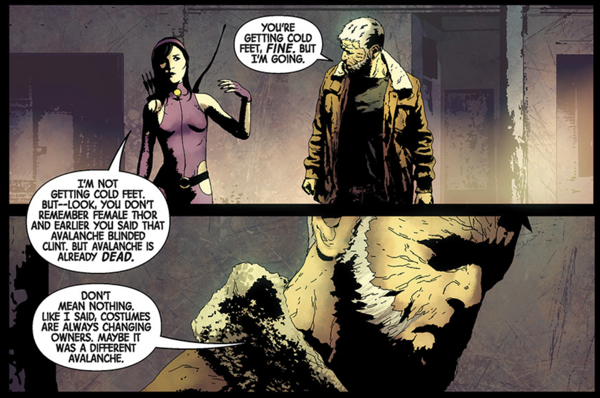 YOU'RE
GETTING COLD
FEET, FINE. BUT
I'M GOING.
I'M NOT
GETTING COLD FEET.
BUT--LOOK, YOU DON'T
REMEMBER FEMALE THOR
AND EARLIER YOU SAID THAT
AVALANCHE BLINDED
CLINT. BUT AVALANCHE IS
ALREADY DEAD.
DON'T
MEAN NOTHING.
LIKE I SAID, COSTUMES
ARE ALWAYS CHANGING
OWNERS. MAYBE IT
WAS A DIFFERENT
AVALANCHE.